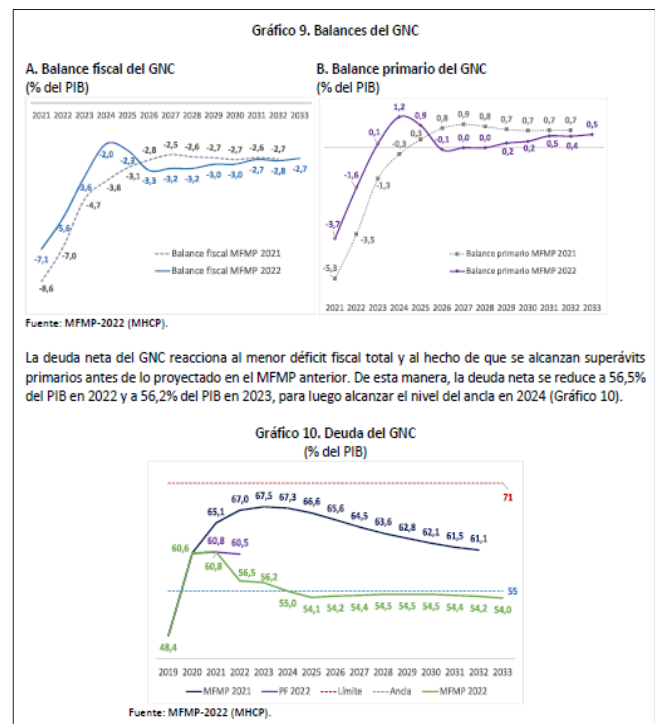 Gráfico 9. Balances del GNC
A. Balance fiscal del GNC
(% del PIB)
2021 2022 2023 2024 2025 2026 2027 2028 2029 2030 2031 2032 2033
-2,0
-2,3
-2,8 -2,5 -2,6 -2,7 -2,7 -2,6 -2,7
-3,6
-3,8
-3,1
-3,3 -3,2 -3,2 -3,0 -3,0 -2,7 -2,8 -2,7
-4,7
-5,6
-7,1
-7,0
-8,6
Balance fiscal MFMP 2021
Balance fiscal MFMP 2022
B. Balance primario del GNC
(% del PIB)
1,2
0,9
0,8 0,9 0,8 0,7 0,7 0,7 0,7
0,5
0,1
-0,3
0,3
-0,1 0,0 0,0 0,2 0,2 0,5 0,4
-1,6
-1,3
-3,7
-3,5
-5,3
Balance primario MFMP 2021
Balance primario MFMP 2022
2021 2022 2023 2024 2025 2026 2027 2028 2029 2030 2031 2032 2033
Fuente: MFMP-2022 (MHCP).
La deuda neta del GNC reacciona al menor déficit fiscal total y al hecho de que se alcanzan superávits
primarios antes de lo proyectado en el MFMP anterior. De esta manera, la deuda neta se reduce a 56,5%
del PIB en 2022 y a 56,2% del PIB en 2023, para luego alcanzar el nivel del ancla en 2024 (Gráfico 10).
Gráfico 10. Deuda del GNC
(% del PIB)
71
65,1 67,0 67,5 67,3 66,6 65,6 64,5 63,6 62,8 62,1 61,5 61,1
60,6 60,8 60,5
60,8
56,5 56,2
55
55,0 54,1 54,2 54,4 54,5 54,5 54,5 54,4 54,2 54,0
48,4
2019 2020 2021 2022 2023 2024 2025 2026 2027 2028 2029 2030 2031 2032 2033
MFMP 2021 PF 2022 Límite Ancla MFMP 2022
Fuente: MFMP-2022 (MHCP).